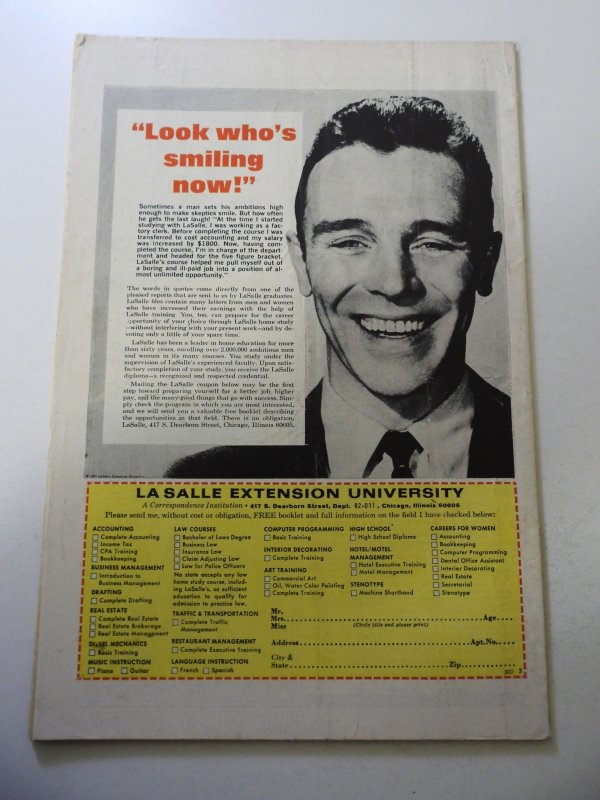 “Look who’s
smiling
now!”
Sometimes a man sets his ambitions high
enough to make skeptics smile. But how often
he gets the last laugh! “At the time I started
studying with LaSalle, I was working as a fac-
tory clerk. Before completing the course I was
transferred to cost accounting and my salary
was increased by $1800. Now, having com-
pleted the course, I’m in charge of the depart-
ment and headed for the five figure bracket.
LaSalle’s course helped me pull myself out of
a boring and ill-paid job into a position of al-
most unlimited opportunity.”
The words in quotes come directly from one of the
pleased reports that are sent to us by LaSalle graduates.
LaSalle files contain many letters from men and women
who have increased their earnings with the help of
LaSalle training. You, too, can prepare for the career
opportunity of your choice through LaSalle home study
—without interfering with your present work—and by de-
voting only a little of your spare time.
LaSalle has been a leader in home education for more
than sixty years, enrolling over 2,000,000 ambitious men
and women in its many courses. You study under the
supervision of LaSalle’s experienced faculty. Upon satis-
factory completion of your study, you receive the LaSalle
diploma—a recognized and respected credential.
Mailing the LaSalle coupon below may be the first
step toward preparing yourself for a better job, higher
pay, and the many good things that go with success. Sim-
ply check the program in which you are most interested,
and we will send you a valuable free booklet describing
the opportunities in that field. There is no obligation.
LaSalle, 417 S. Dearborn Street, Chicago, Illinois 60605.
LaSalle Extension University
LA SALLE EXTENSION UNIVERSITY
A Correspondence Institution • 417 S. Dearborn Street, Dept. 62-011, Chicago, Illinois 60605
Please send me, without cost or obligation, FREE booklet and full information on the field I have checked below:
ACCOUNTING
Complete Accounting
Income Tax
CPA Training
Bookkeeping
BUSINESS MANAGEMENT
Introduction to
Business Management
DRAFTING
Complete Drafting
REAL ESTATE
Complete Real Estate
Real Estate Brokerage
Real Estate Management
DIESEL MECHANICS
Basic Training
MUSIC INSTRUCTION
Piano Guitar
LAW COURSES
Bachelor of Laws Degree
Business Law
Insurance Law
Claim Adjusting Law
Law for Police Officers
No state accepts any law
home study course, includ-
ing LaSalle’s, as sufficient
education to qualify for
admission to practice law.
TRAFFIC & TRANSPORTATION
Complete Traffic
Management
RESTAURANT MANAGEMENT
Complete Executive Training
LANGUAGE INSTRUCTION
French Spanish
COMPUTER PROGRAMMING
Basic Training
INTERIOR DECORATING
Complete Training
ART TRAINING
Commercial Art
Oil, Water Color Painting
Complete Training
HIGH SCHOOL
High School Diploma
HOTEL/MOTEL
MANAGEMENT
Hotel Executive Training
Motel Management
STENOTYPE
Machine Shorthand
CAREERS FOR WOMEN
Accounting
Bookkeeping
Computer Programming
Dental Office Assistant
Interior Decorating
Real Estate
Secretarial
Stenotype
Mr.
Mrs. Age
Miss (Circle title and please print)
Address Apt. No.
City &
State Zip